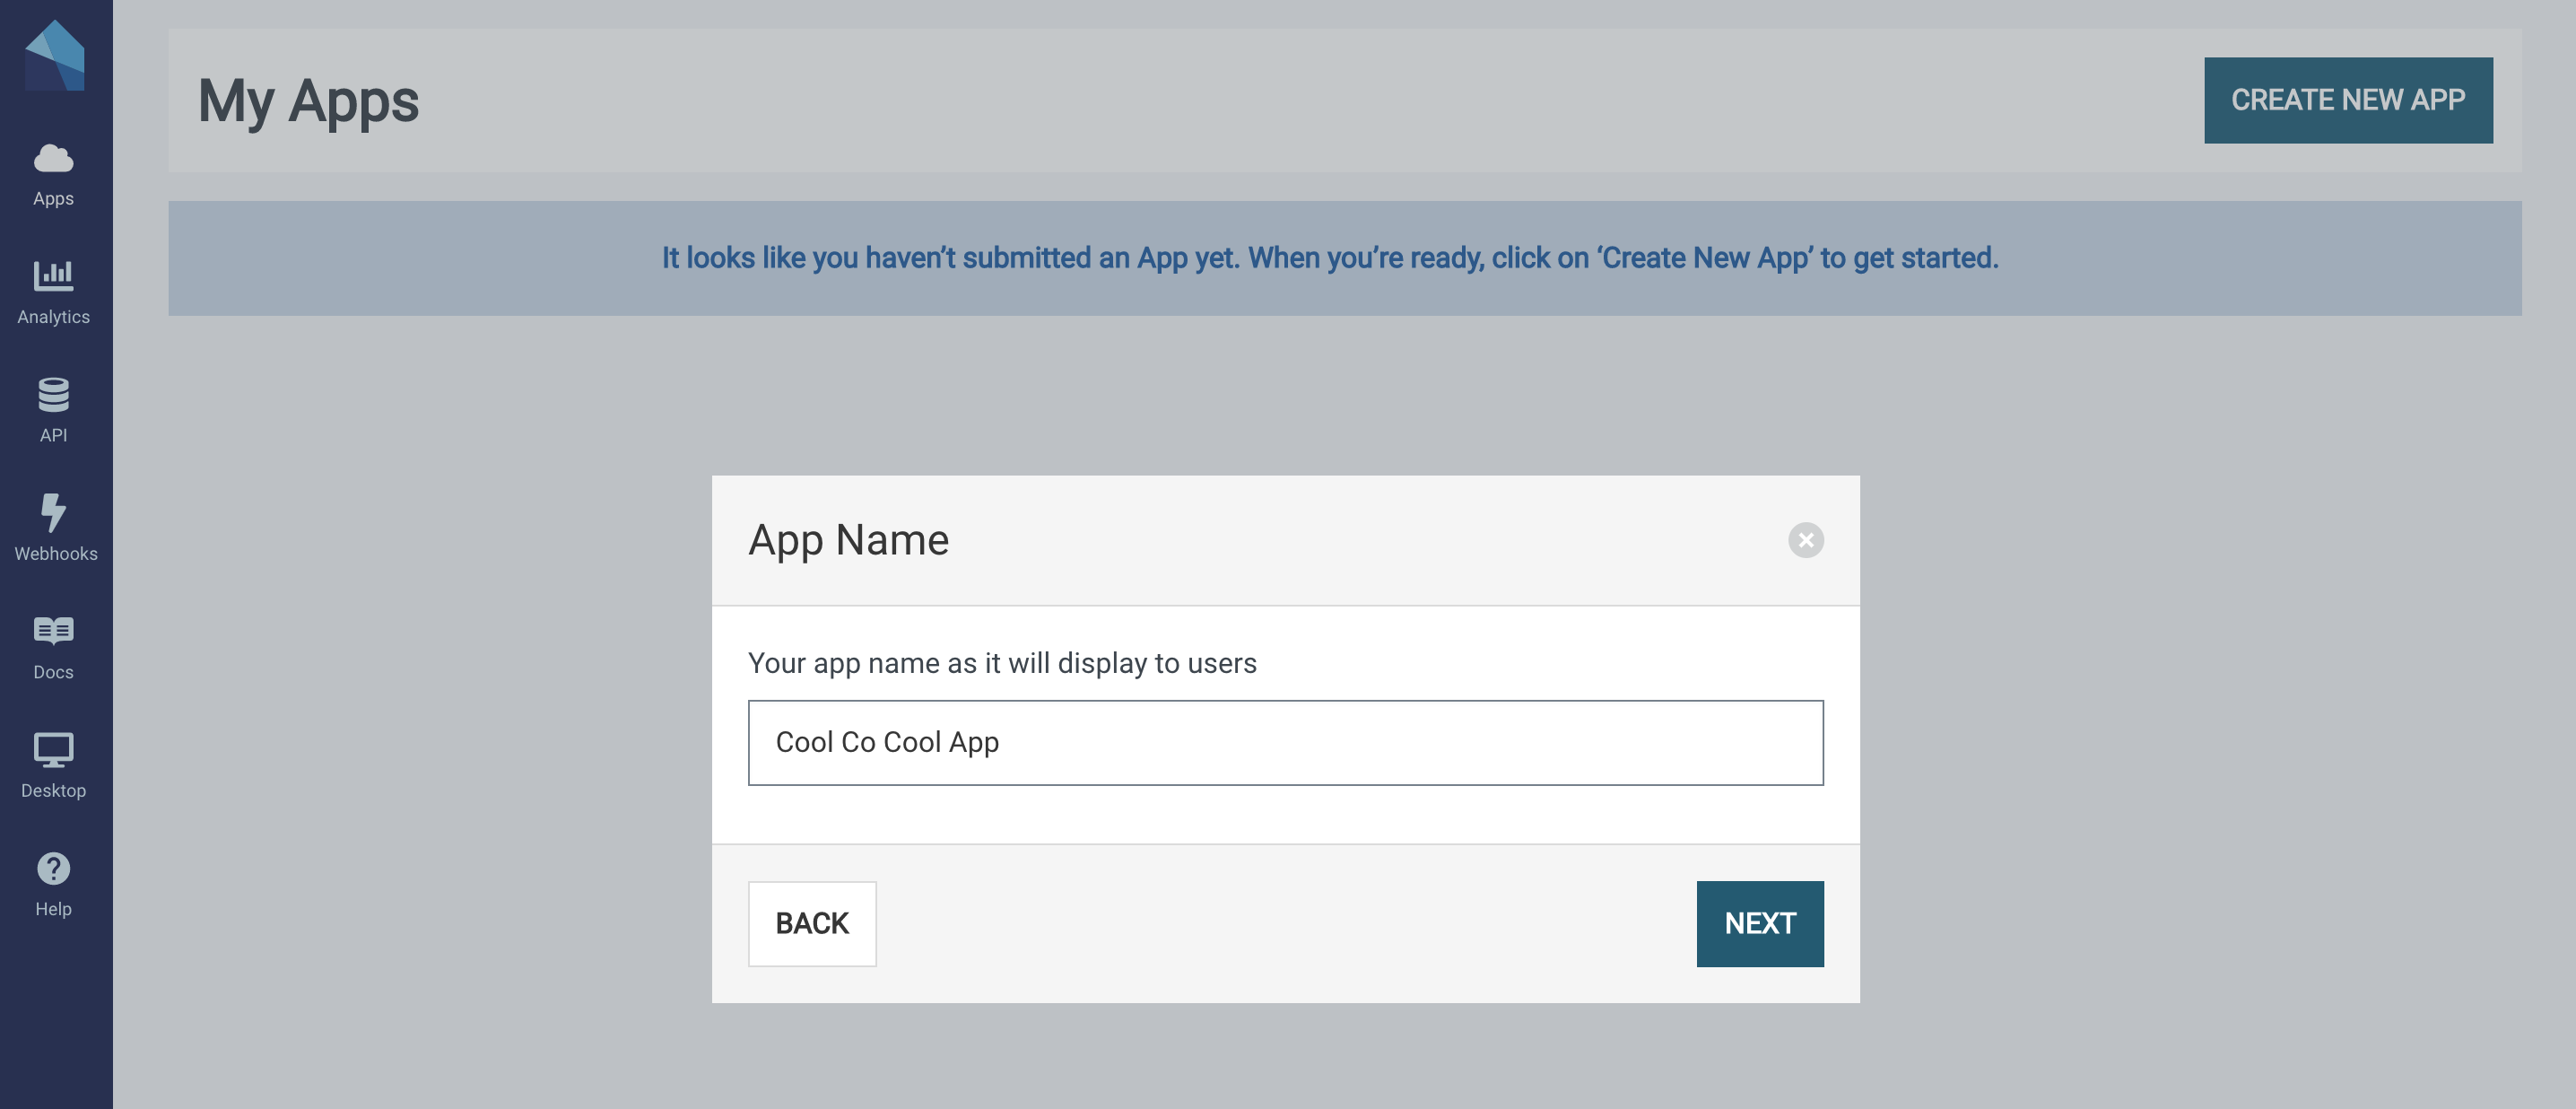 My Apps
CREATE NEW APP
It looks like you haven’t submitted an App yet. When you’re ready, click on ‘Create New App’ to get started.
Apps
Analytics
API
Webhooks
Docs
Desktop
Help
App Name
Your app name as it will display to users
Cool Co Cool App
BACK
NEXT